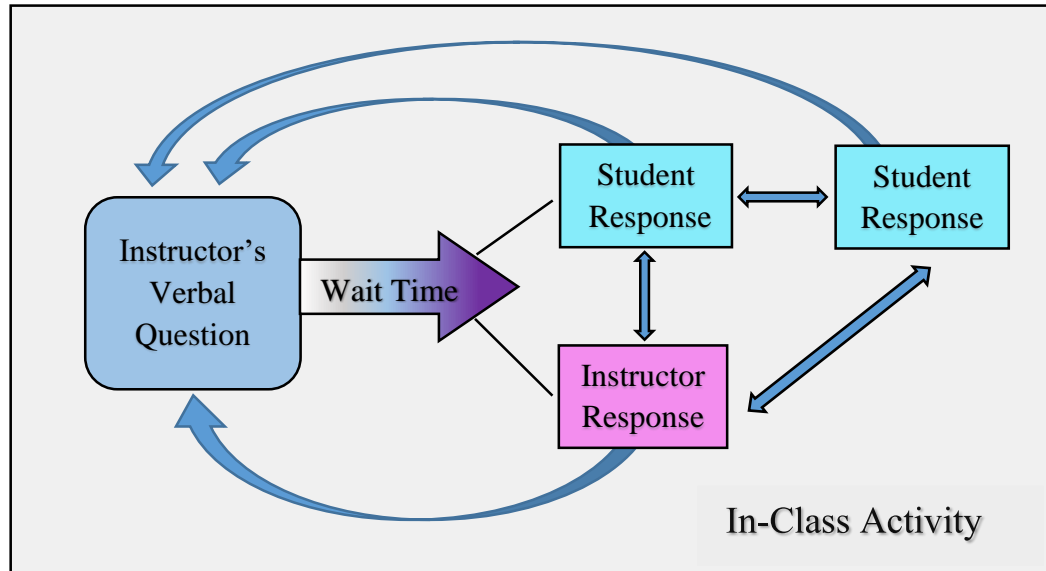 Instructor’s
Verbal
Question
Wait Time
Student
Response
Student
Response
Instructor
Response
In-Class Activity